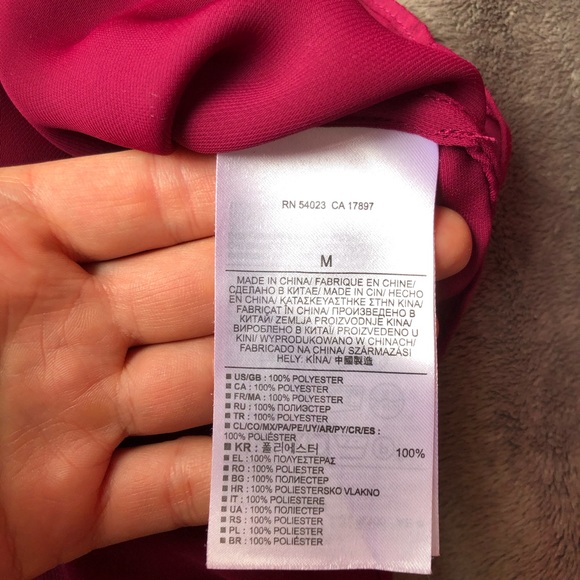 RN 54023 CA 17897
M
MADE IN CHINA/ FABRIQUE EN CHINE/
СДЕЛАНО В КИТАЕ/ MADE IN CIN/ HECHO
EN CHINA/ ΚΑΤΑΣΚΕΥΑΣΤΗΚΕ ΣΤΗΝ ΚΙΝΑ/
FABRICAT ÎN CHINA/ ПРОИЗВЕДЕНО В
КИТАЙ/ ZEMLJA PROIZVODNJE KINA/
ВИРОБЛЕНО В КИТАЇ/ PROIZVEDENO U
KINI/ WYPRODUKOWANO W CHINACH/
FABRICADO NA CHINA/ SZÁRMAZÁSI
HELY: KÍNA/ 中國製造
US/GB : 100% POLYESTER
CA : 100% POLYESTER
FR/MA : 100% POLYESTER
RU : 100% ПОЛИЭСТЕР
TR : 100% POLYESTER
CL/CO/MX/PA/PE/UY/AR/PY/CR/ES :
100% POLIÉSTER
KR : 폴리에스터 100%
EL : 100% ΠΟΛΥΕΣΤΕΡΑΣ
RO : 100% POLIESTER
BG : 100% ПОЛИЕСТЕР
HR : 100% POLIESTERSKO VLAKNO
IT : 100% POLIESTERE
UA : 100% ПОЛІЕСТЕР
RS : 100% POLIESTER
PL : 100% POLIESTER
BR : 100% POLIÉSTER